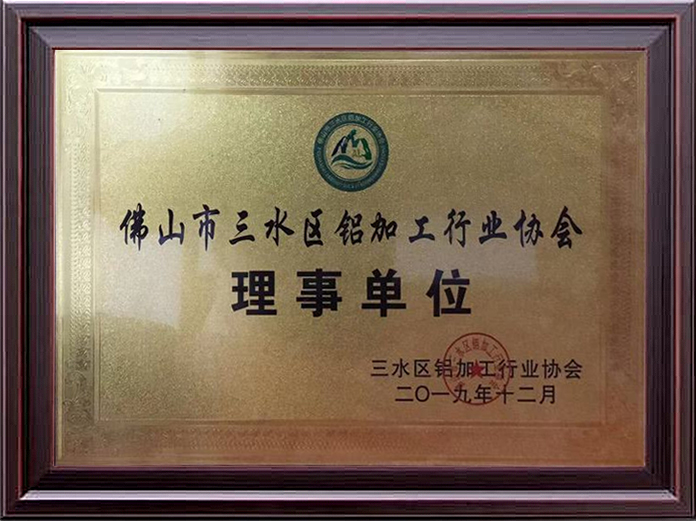 佛山市三水区铝加工行业协会
理事单位
三水区铝加工行业协会
二〇一九年十二月